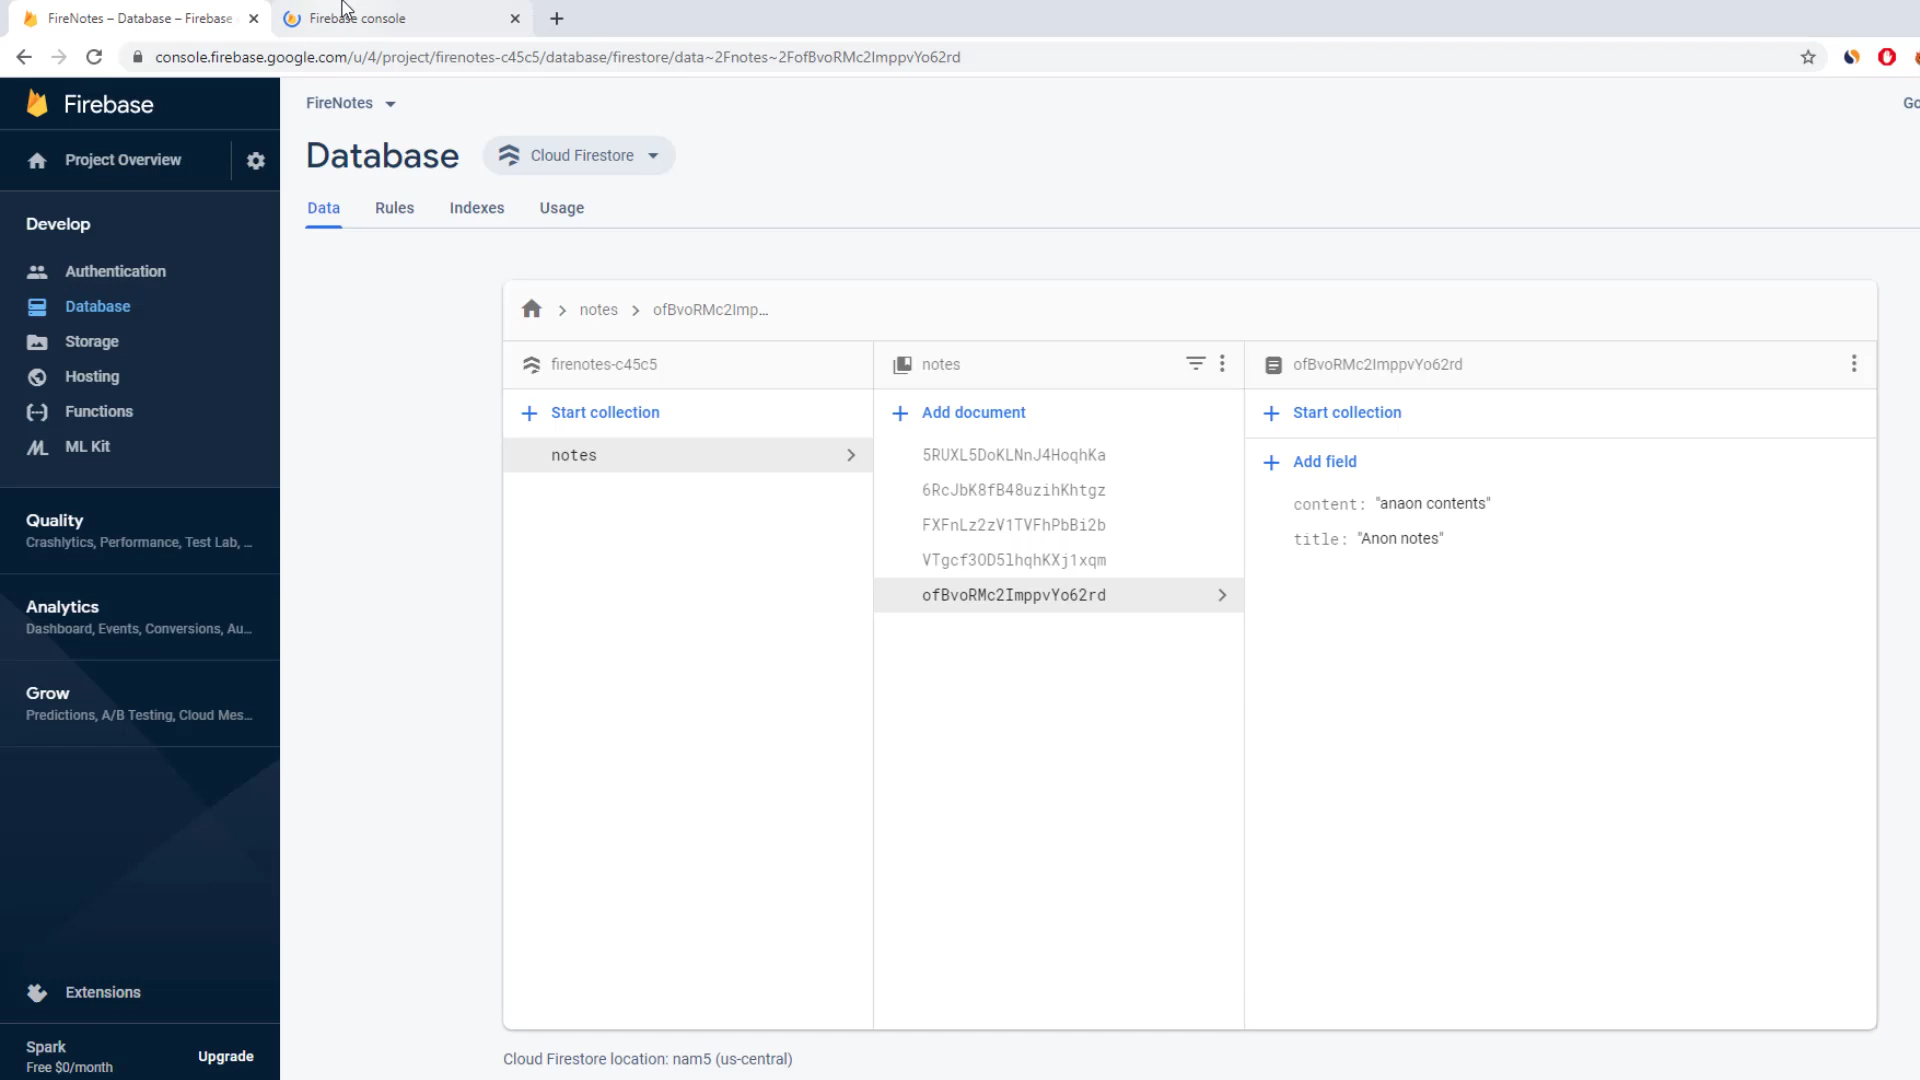 FireNotes – Database – Firebase
Firebase console
console.firebase.google.com/u/4/project/firenotes-c45c5/database/firestore/data~2Fnotes~2FofBvoRMc2ImppvYo62rd
Firebase
FireNotes
Go
Project Overview
Database
Cloud Firestore
Data Rules Indexes Usage
Develop
Authentication
Database
Storage
Hosting
Functions
ML Kit
Quality
Crashlytics, Performance, Test Lab, ...
Analytics
Dashboard, Events, Conversions, Au...
Grow
Predictions, A/B Testing, Cloud Mes...
Extensions
Spark
Free $0/month
Upgrade
notes
ofBvoRMc2Imp...
firenotes-c45c5
Start collection
notes
notes
Add document
5RUXL5DoKLNnJ4HoqhKa
6RcJbK8fB48uzihKhtgz
FXFnLz2zV1TVFhPbBi2b
VTgcf3OD5lhqhKXj1xqm
ofBvoRMc2ImppvYo62rd
ofBvoRMc2ImppvYo62rd
Start collection
Add field
content: "anaon contents"
title: "Anon notes"
Cloud Firestore location: nam5 (us-central)